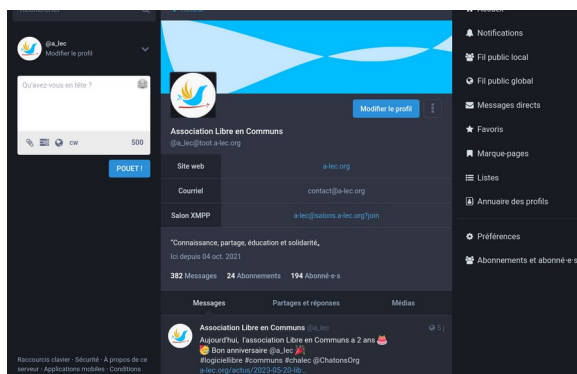 Rechercher
@a_lec
Modifier le profil
Qu'avez-vous en tête ?
cw
500
POUET !
Raccourcis clavier · Sécurité · À propos de ce
serveur · Applications mobiles · Conditions
Modifier le profil
Association Libre en Communs
@a_lec@toot.a-lec.org
Site web
a-lec.org
Courriel
contact@a-lec.org
Salon XMPP
a-lec@salons.a-lec.org?join
"Connaissance, partage, éducation et solidarité„
Ici depuis 04 oct. 2021
382 Messages 24 Abonnements 194 Abonné·e·s
Messages
Partages et réponses
Médias
Association Libre en Communs @a_lec
5 j
Aujourd'hui, l'association Libre en Communs a 2 ans 🎂
🥳 Bon anniversaire @a_lec 🎉
#logiciellibre #communs #chalec @ChatonsOrg
a-lec.org/actus/2023-05-20-lib...
Accueil
Notifications
Fil public local
Fil public global
Messages directs
Favoris
Marque-pages
Listes
Annuaire des profils
Préférences
Abonnements et abonné·e·s